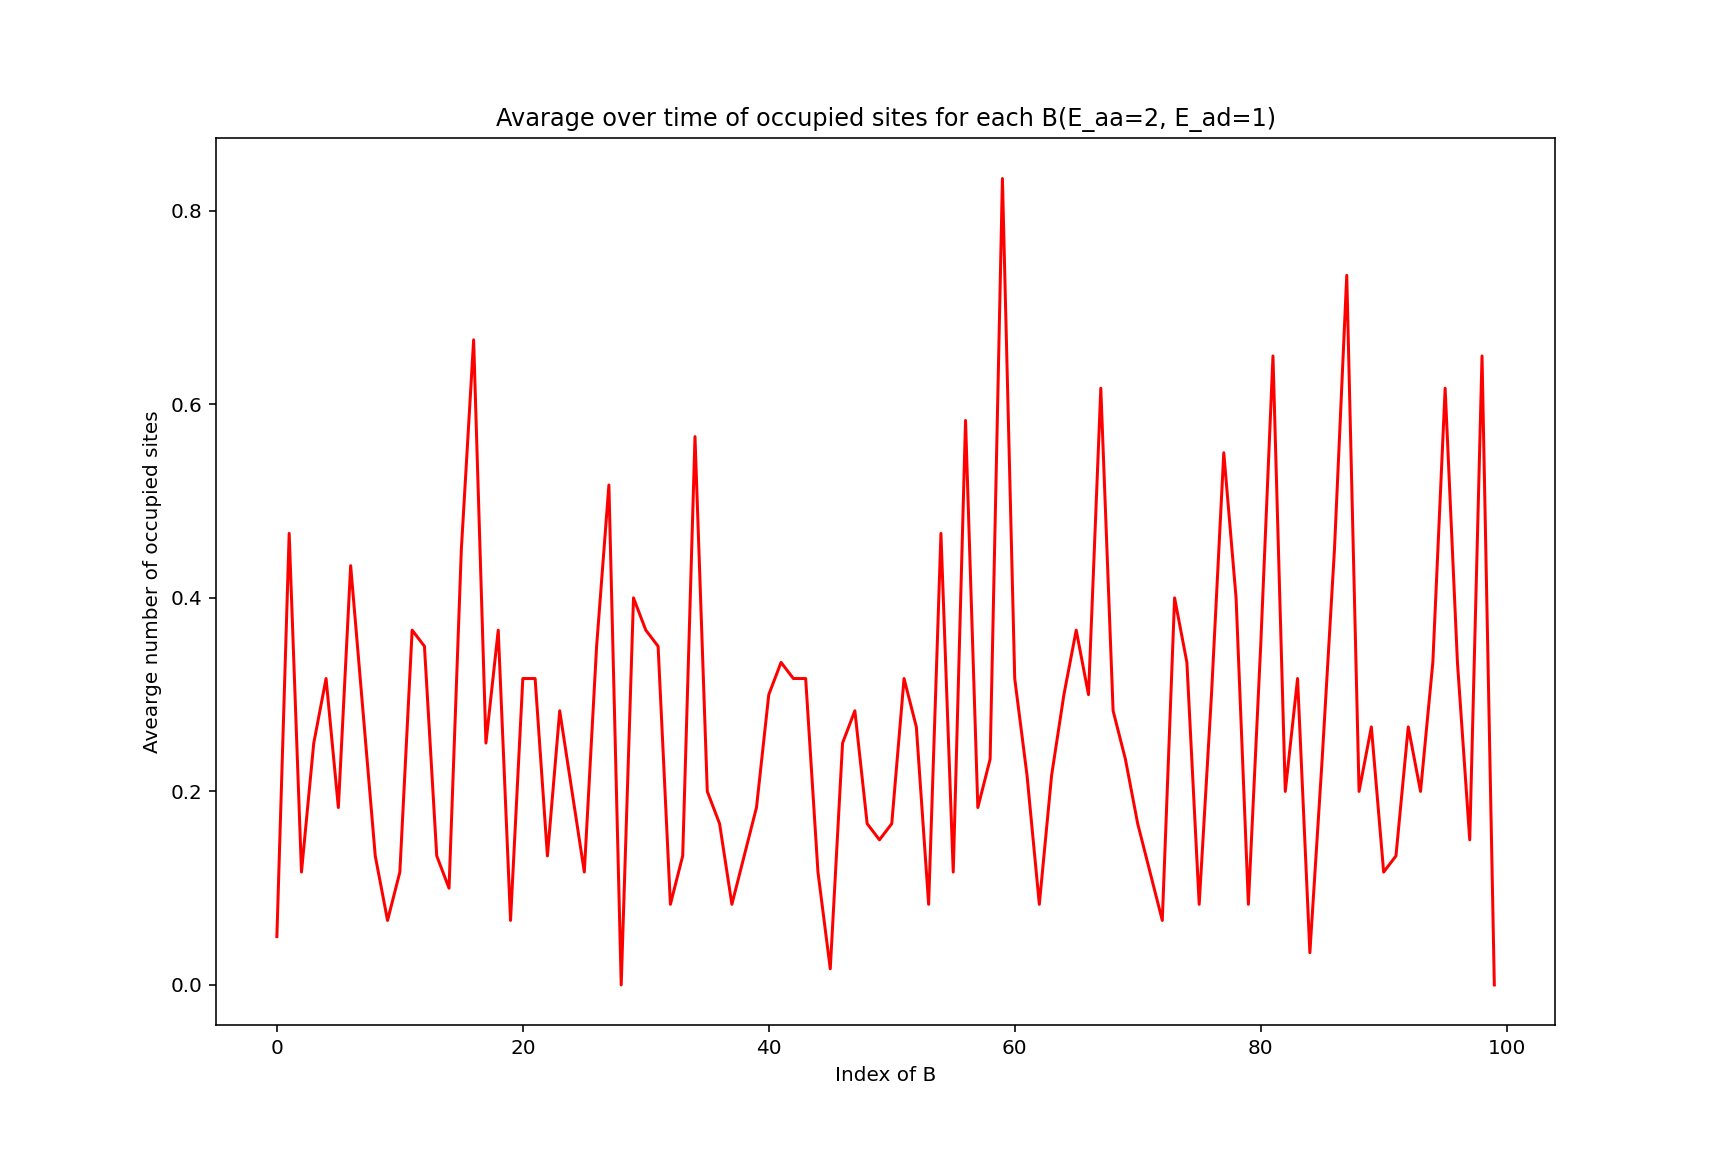 Avarage over time of occupied sites for each B(E_aa=2, E_ad=1)
Avearge number of occupied sites
0.8
0.6
0.4
0.2
0.0
0 20 40 60 80 100
Index of B